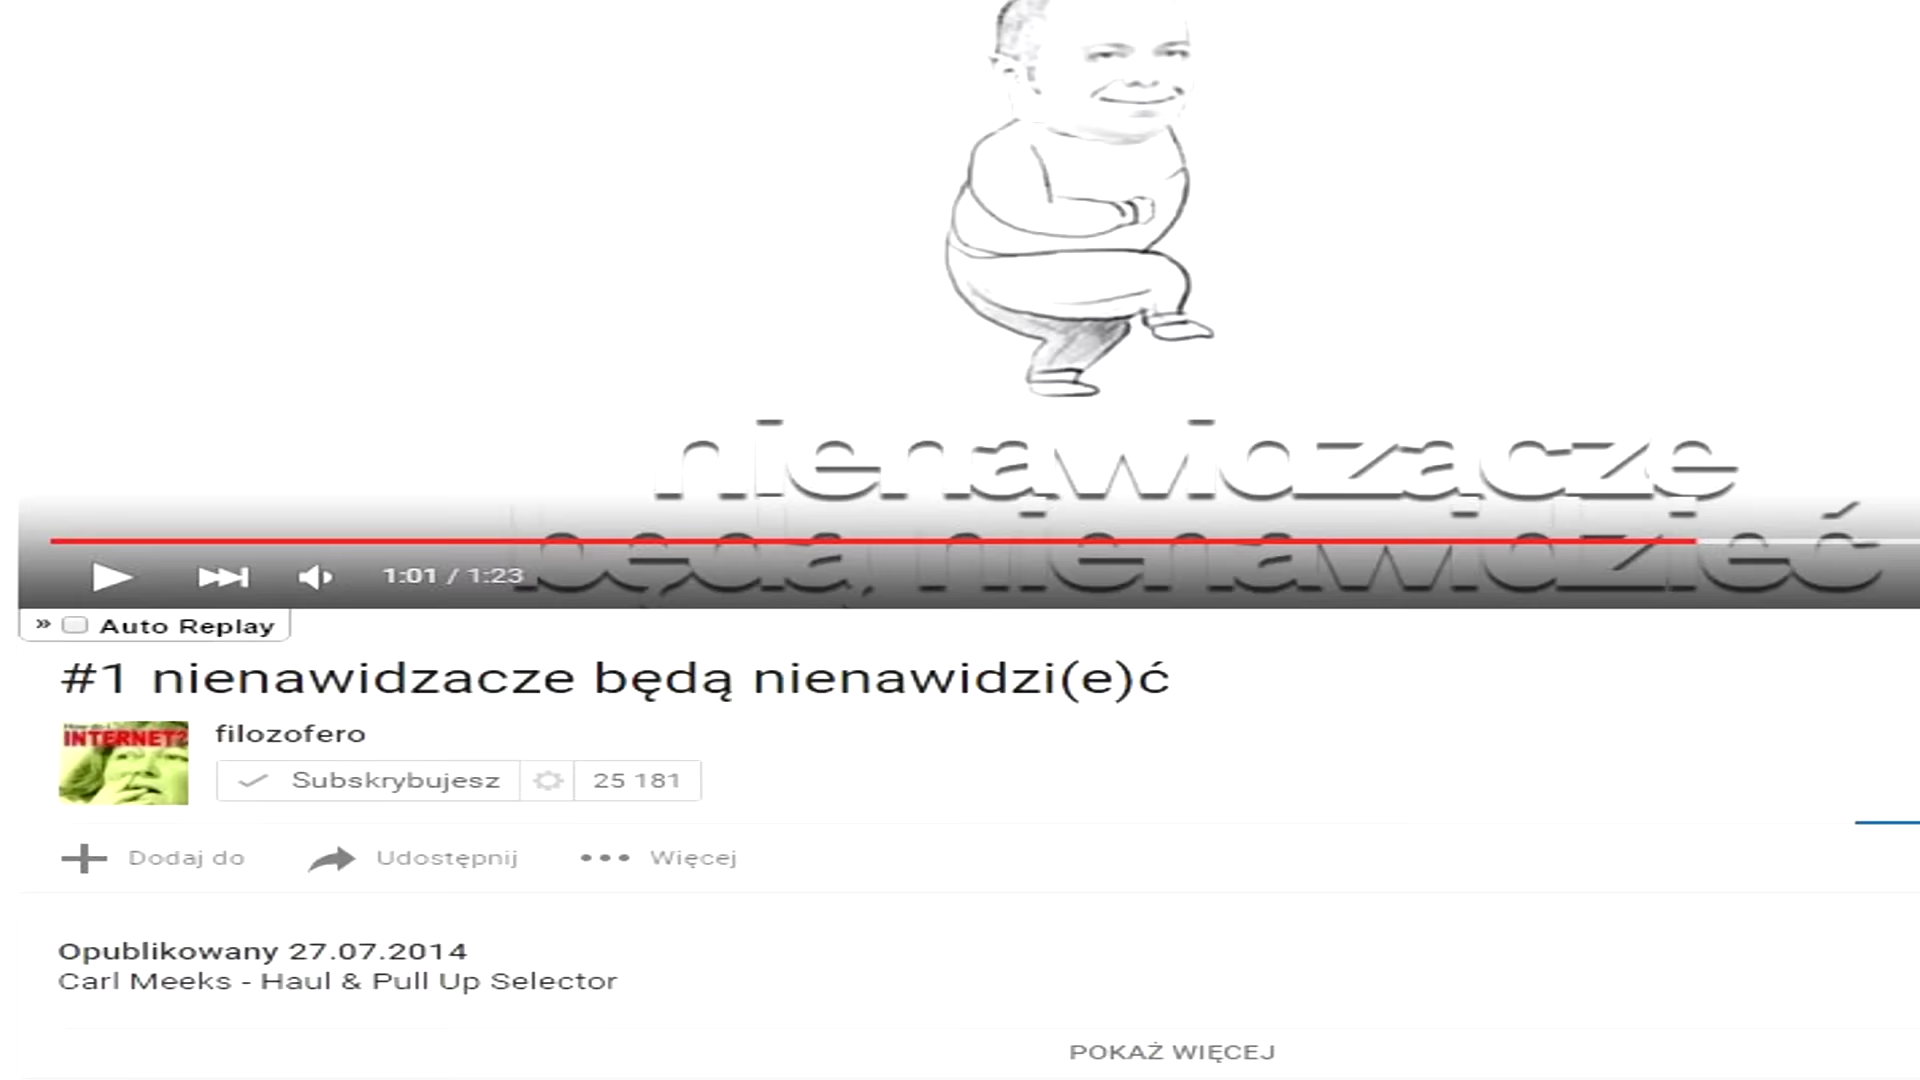 nienawidzącze
będą nienawidzieć
1:01 / 1:23
» Auto Replay
#1 nienawidzacze będą nienawidzi(e)ć
INTERNET?
filozofero
Subskrybujesz 25 181
Dodaj do Udostępnij Więcej
Opublikowany 27.07.2014
Carl Meeks - Haul & Pull Up Selector
POKAŻ WIĘCEJ